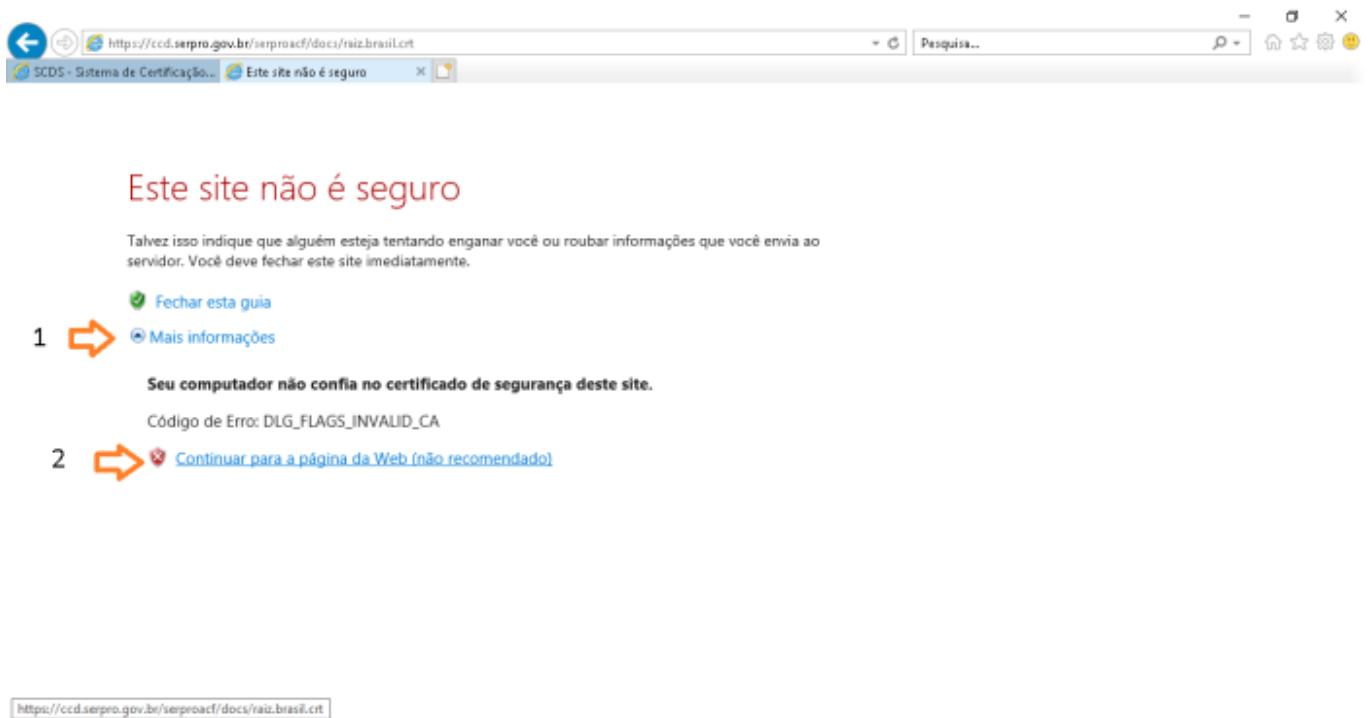 https://ccd.serpro.gov.br/serproacf/docs/raiz.brasil.crt
Pesquisa...
SCDS - Sistema de Certificação...
Este site não é seguro
Este site não é seguro
Talvez isso indique que alguém esteja tentando enganar você ou roubar informações que você envia ao
servidor. Você deve fechar este site imediatamente.
Fechar esta guia
1
Mais informações
Seu computador não confia no certificado de segurança deste site.
Código de Erro: DLG_FLAGS_INVALID_CA
2
Continuar para a página da Web (não recomendado)
https://ccd.serpro.gov.br/serproacf/docs/raiz.brasil.crt